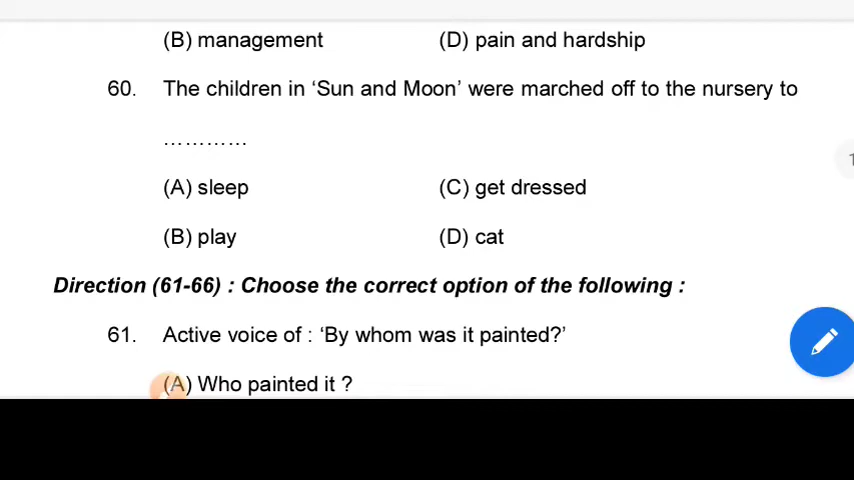 (B) management (D) pain and hardship
60. The children in ‘Sun and Moon’ were marched off to the nursery to
…………
(A) sleep (C) get dressed
(B) play (D) cat
Direction (61-66) : Choose the correct option of the following :
61. Active voice of : ‘By whom was it painted?’
(A) Who painted it ?